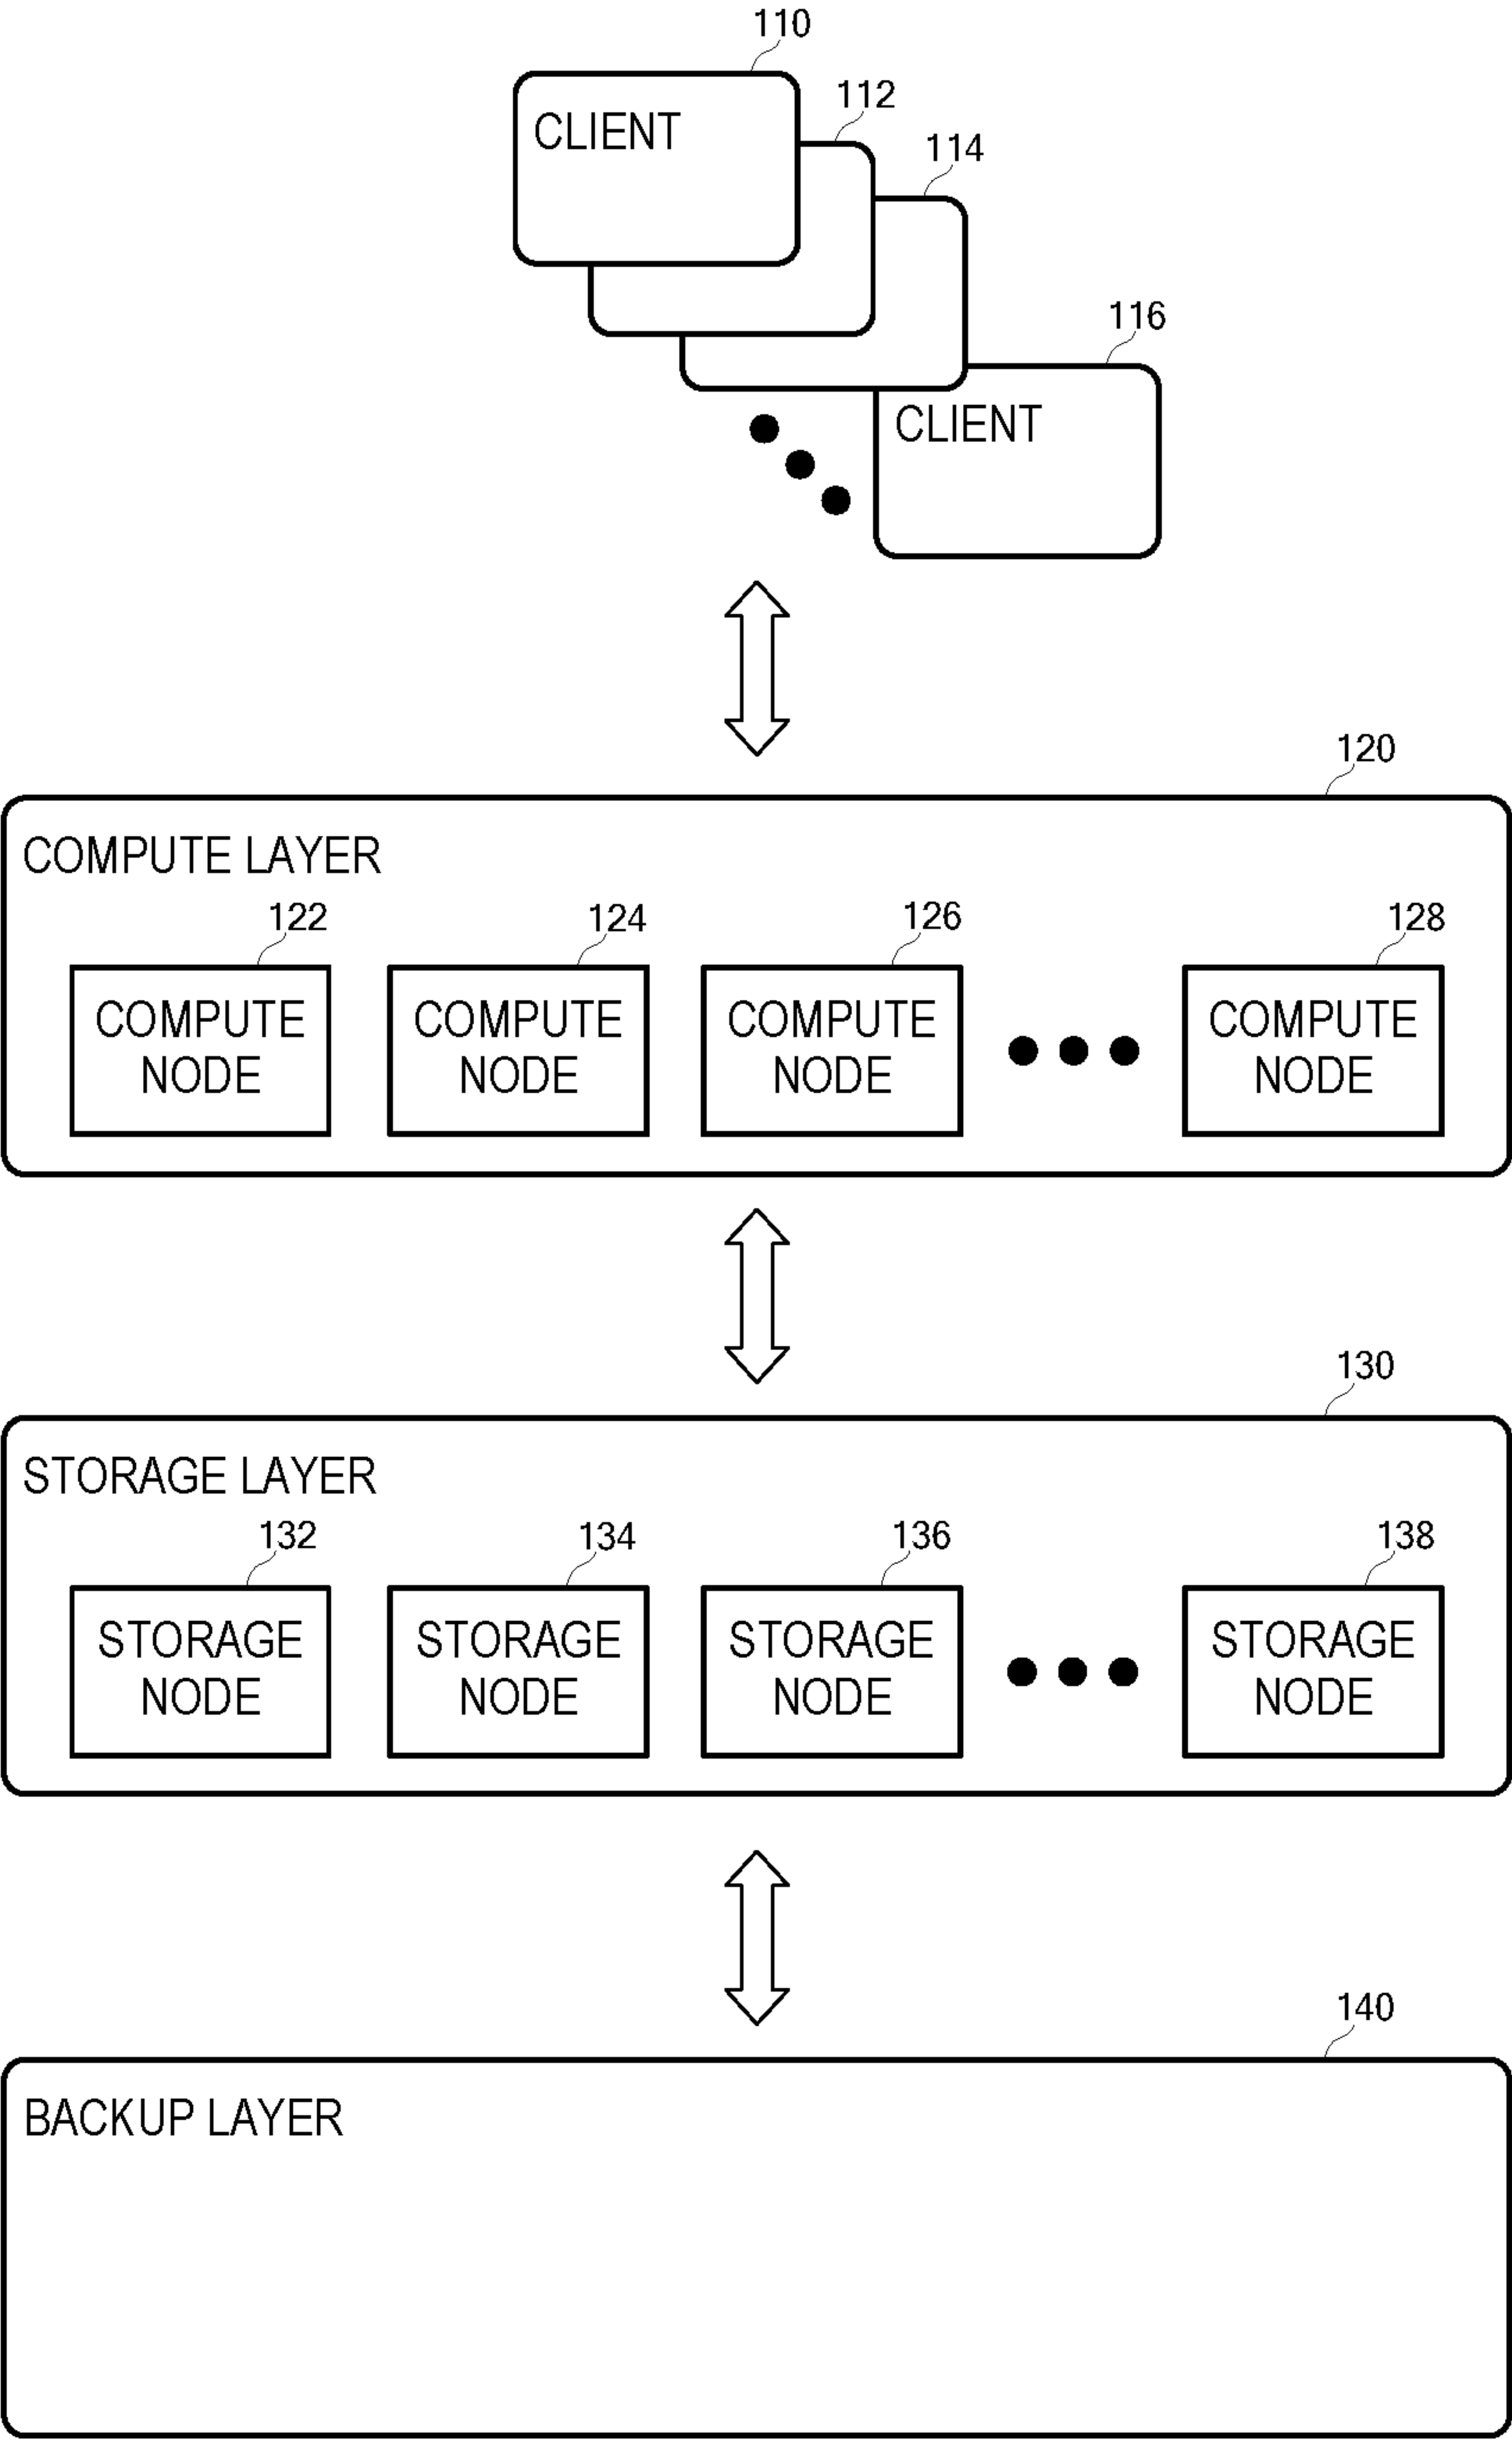 110
CLIENT
112
114
116
CLIENT
120
COMPUTE LAYER
122
124
126
128
COMPUTE
NODE
COMPUTE
NODE
COMPUTE
NODE
COMPUTE
NODE
130
STORAGE LAYER
132
134
136
138
STORAGE
NODE
STORAGE
NODE
STORAGE
NODE
STORAGE
NODE
140
BACKUP LAYER